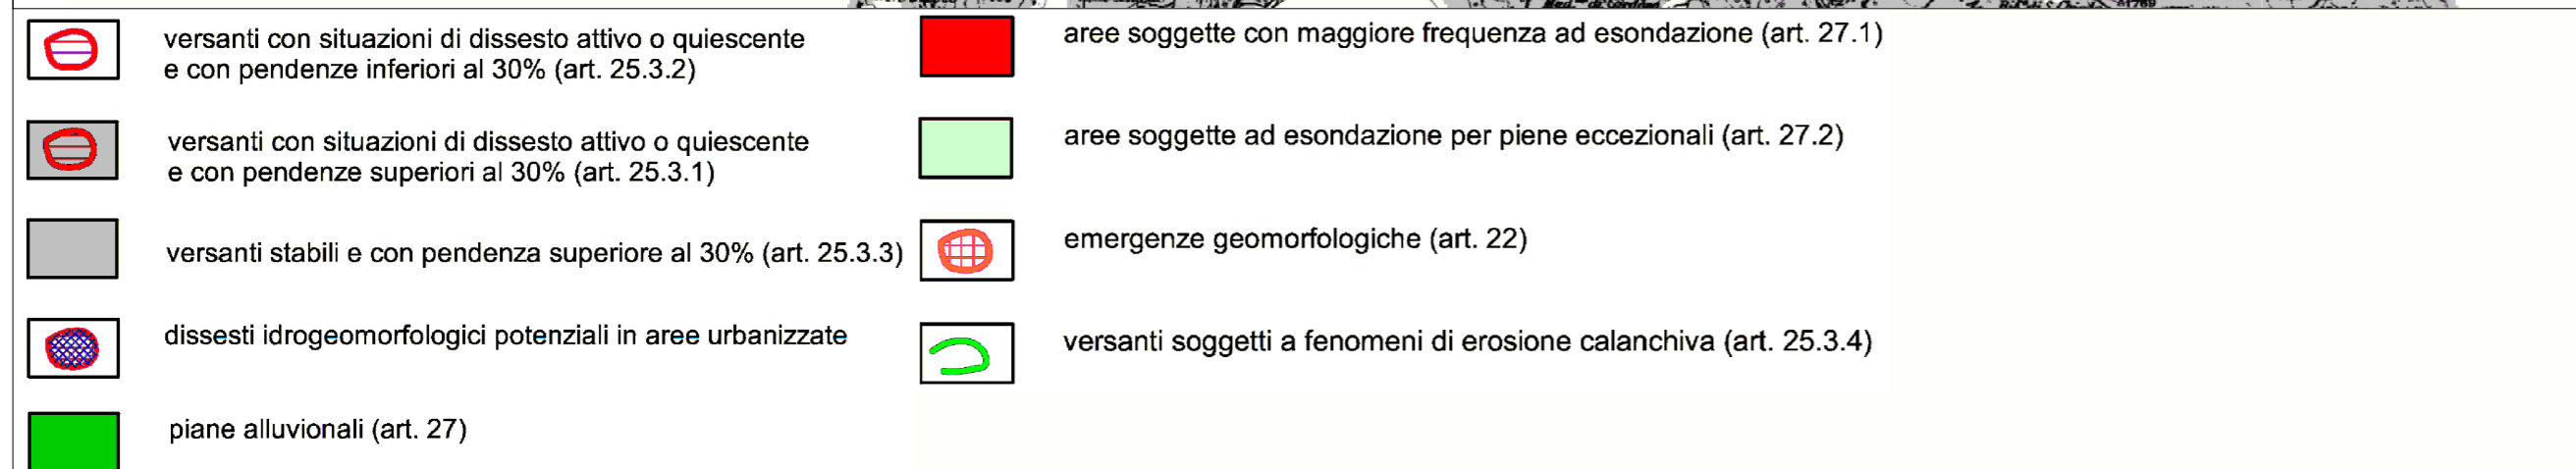 versanti con situazioni di dissesto attivo o quiescente
e con pendenze inferiori al 30% (art. 25.3.2)
versanti con situazioni di dissesto attivo o quiescente
e con pendenze superiori al 30% (art. 25.3.1)
versanti stabili e con pendenza superiore al 30% (art. 25.3.3)
dissesti idrogeomorfologici potenziali in aree urbanizzate
piane alluvionali (art. 27)
aree soggette con maggiore frequenza ad esondazione (art. 27.1)
aree soggette ad esondazione per piene eccezionali (art. 27.2)
emergenze geomorfologiche (art. 22)
versanti soggetti a fenomeni di erosione calanchiva (art. 25.3.4)